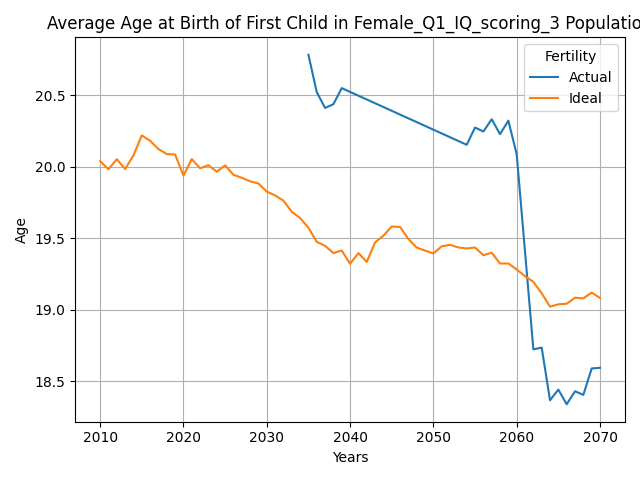 Average Age at Birth of First Child in Female_Q1_IQ_scoring_3 Populatio
Fertility
Actual
Ideal
Age
20.5
20.0
19.5
19.0
18.5
2010 2020 2030 2040 2050 2060 2070
Years